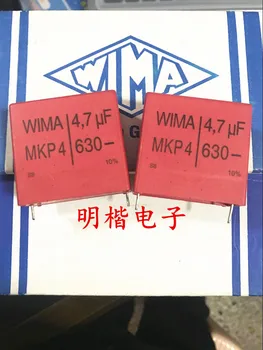 WIMA
WIMA 4,7 µF
MKP 4 630–
10%
WIMA 4,7 µF
MKP 4 630–
10%
明楷电子